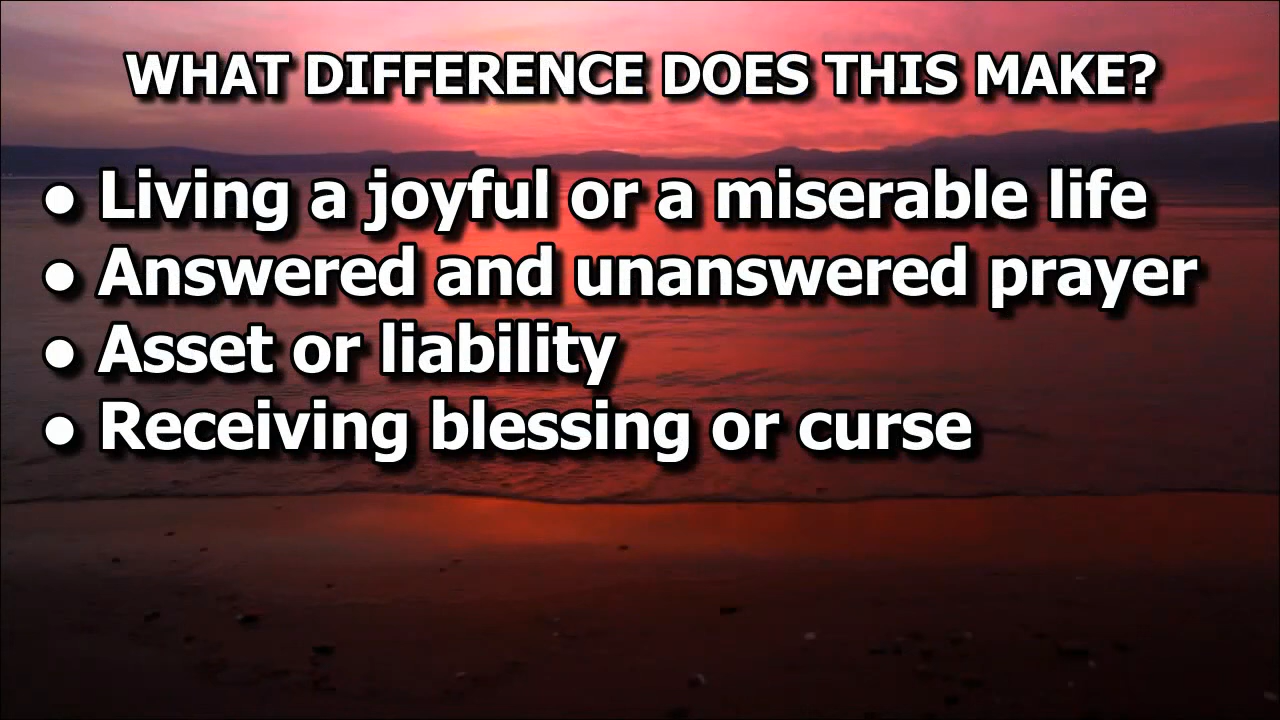 WHAT DIFFERENCE DOES THIS MAKE?
● Living a joyful or a miserable life
● Answered and unanswered prayer
● Asset or liability
● Receiving blessing or curse